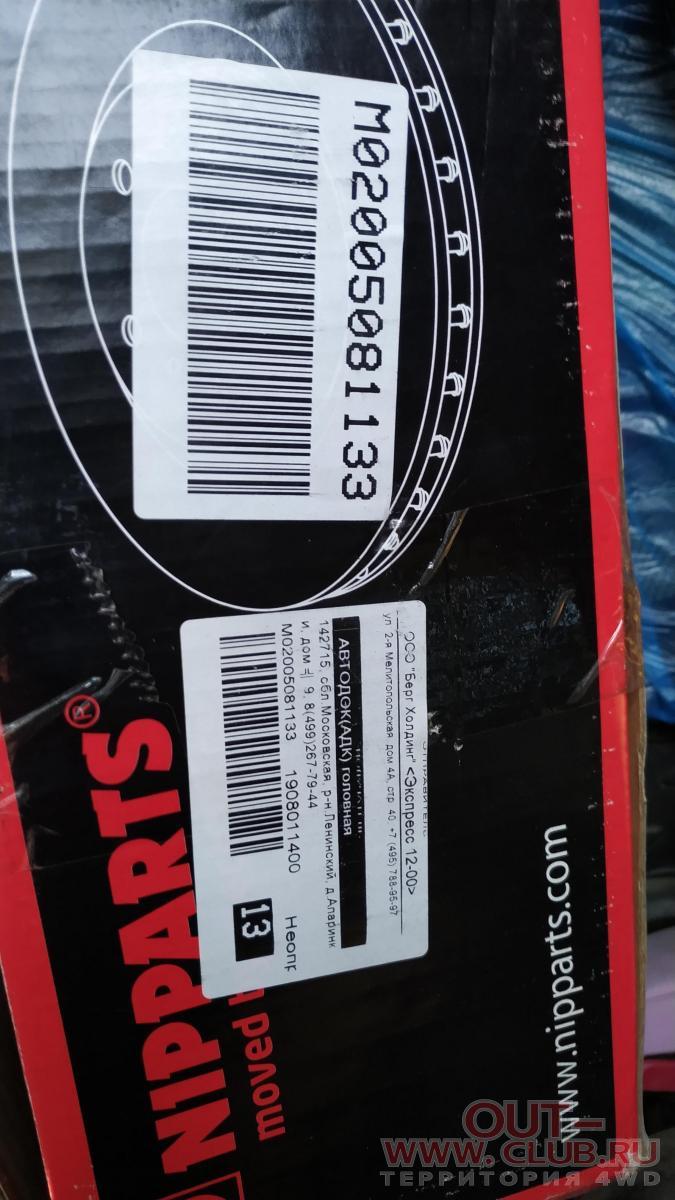 M02005081133
ООО "Берг Холдинг" <Экспресс 12-00>
ул. 2-я Мелитопольская, дом 4А, стр. 40, +7 (495) 788-95-97
АВТОДОК(АДК) головная
142715, обл. Московская, р-н. Ленинский, д. Апаринк
и, дом 9, 8(499)267-79-44
M02005081133 1908011400 Неопр
13
NIPPARTS®
moved
www.nipparts.com
OUT-
WWW.CLUB.RU
ТЕРРИТОРИЯ 4WD